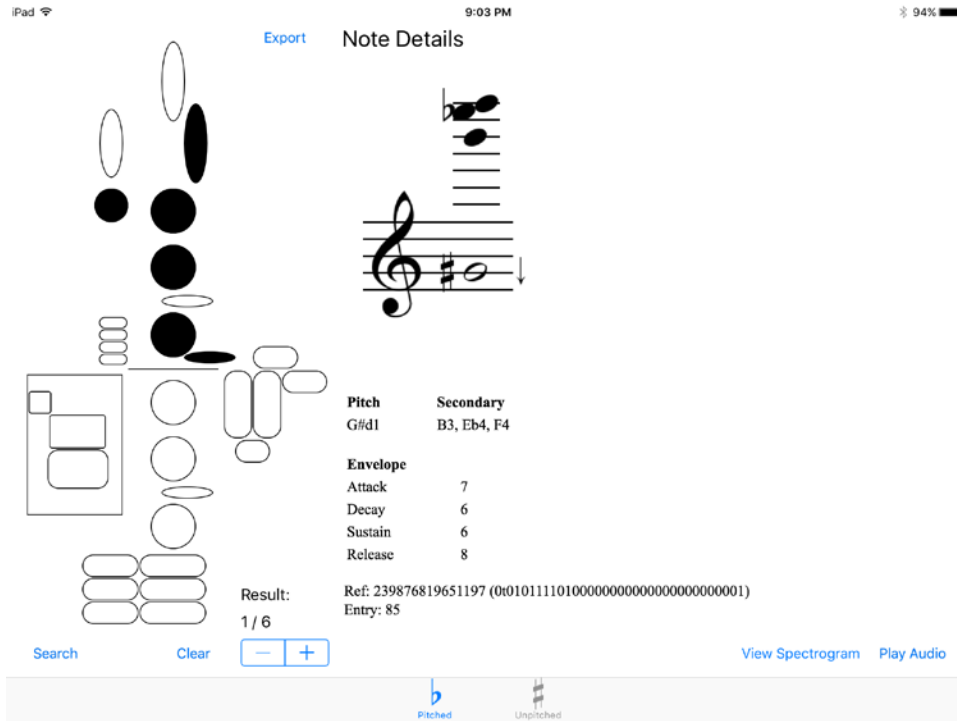 iPad
9:03 PM
94%
Export
Note Details
Pitch Secondary
G#d1 B3, Eb4, F4
Envelope
Attack 7
Decay 6
Sustain 6
Release 8
Ref: 239876819651197 (0t01011110100000000000000000000001)
Entry: 85
Result:
1 / 6
Search Clear − + View Spectrogram Play Audio
Pitched Unpitched